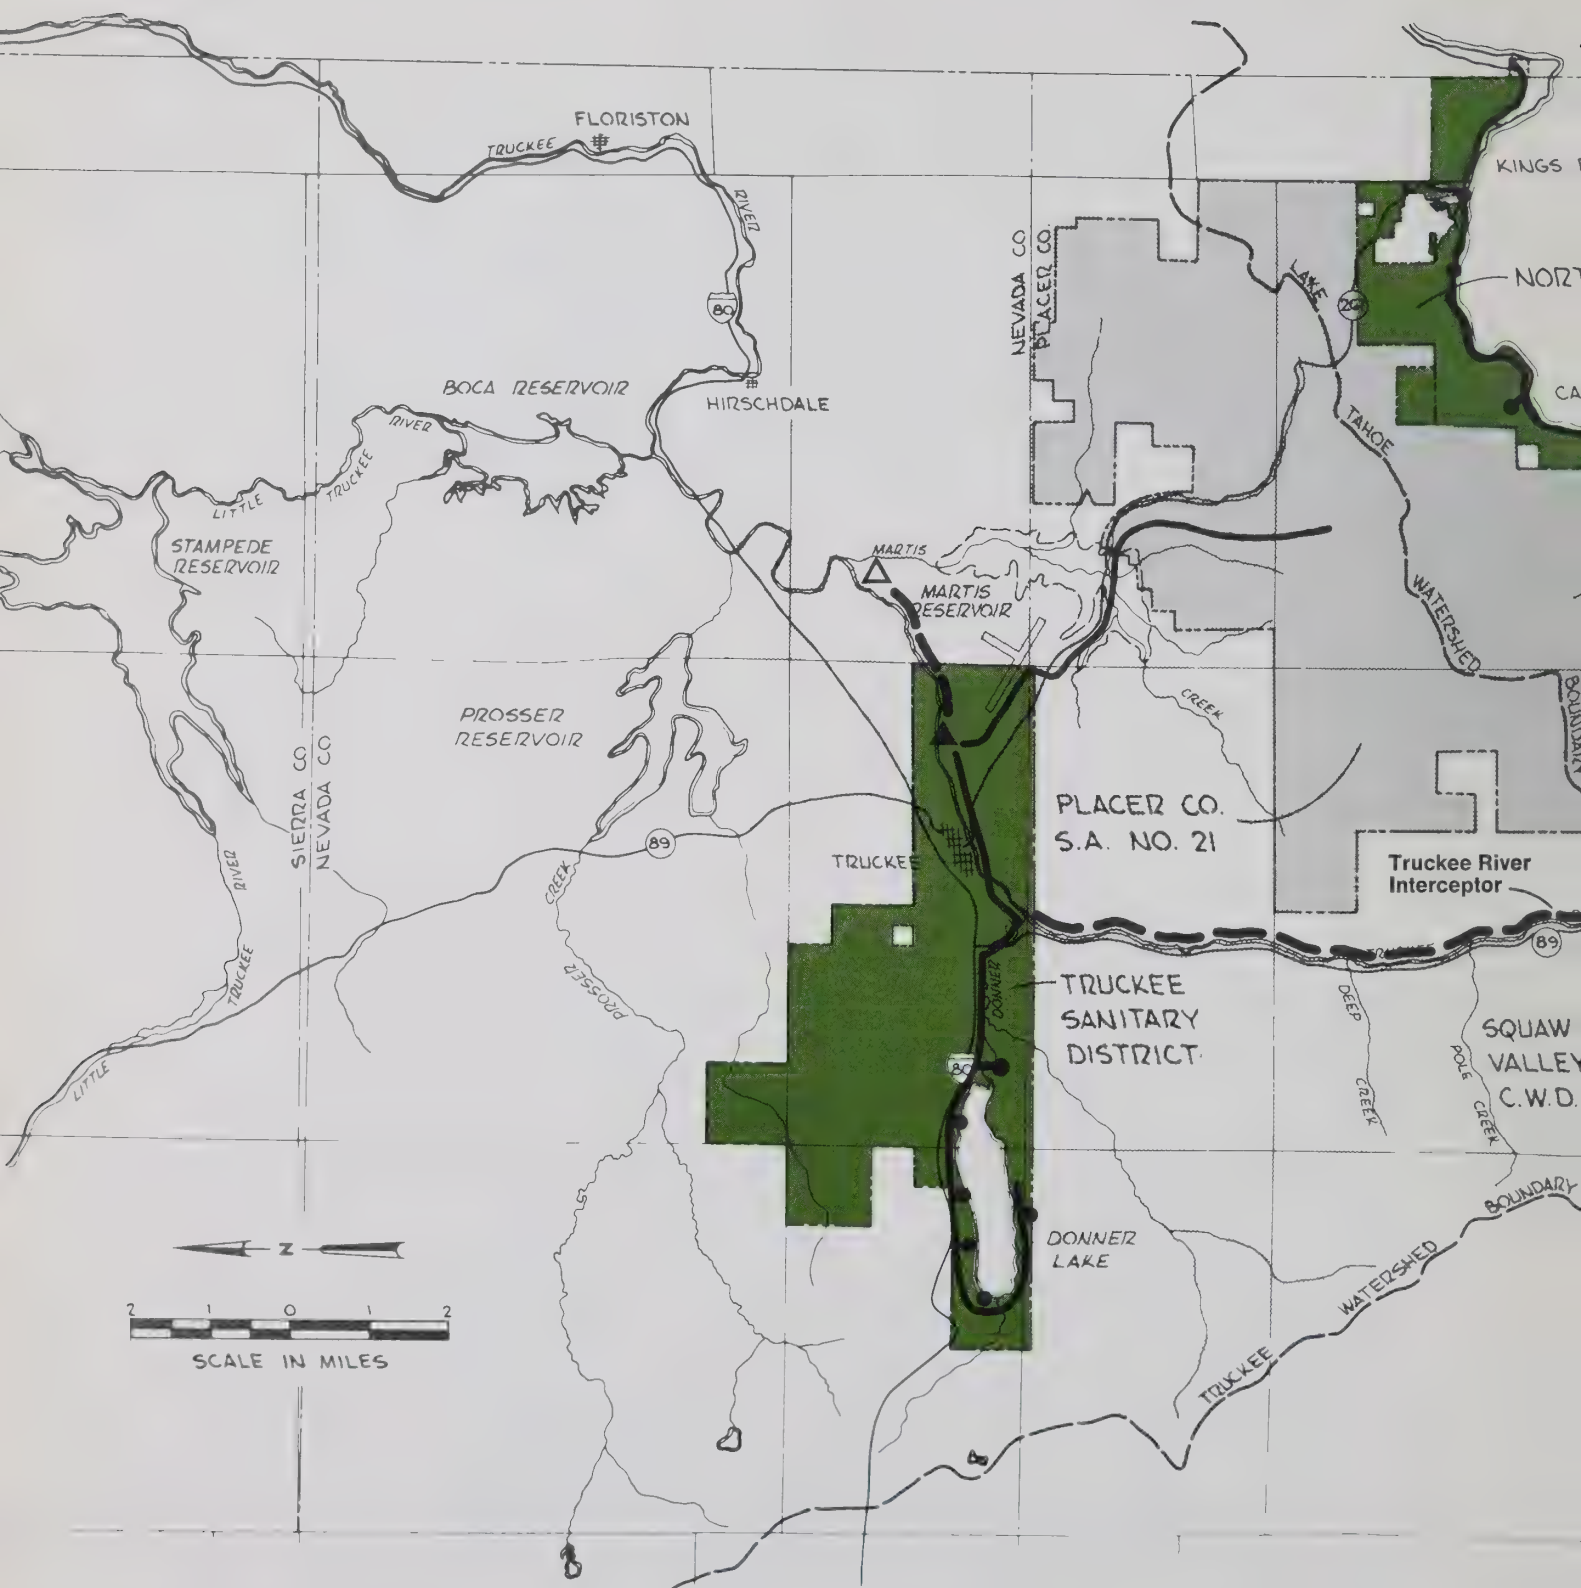 FLORISTON
TRUCKEE
RIVER
80
KINGS
NORT
LAKE
NEVADA CO
PLACER CO.
BOCA RESERVOIR
HIRSCHDALE
RIVER
TRUCKEE
LITTLE
CA
TAHOE
STAMPEDE
RESERVOIR
MARTIS
MARTIS
RESERVOIR
WATERSHED
BOUNDARY
CREEK
PROSSER
RESERVOIR
SIERRA CO
NEVADA CO
PLACER CO.
S.A. NO. 21
89
TRUCKEE
Truckee River
Interceptor
RIVER
CREEK
89
TRUCKEE
PROSSER
DONNER
TRUCKEE
SANITARY
DISTRICT
DEEP
CREEK
SQUAW
VALLEY
C.W.D.
POLE
CREEK
LITTLE
80
BOUNDARY
DONNER
LAKE
WATERSHED
TRUCKEE
Z
2 1 0 1 2
SCALE IN MILES